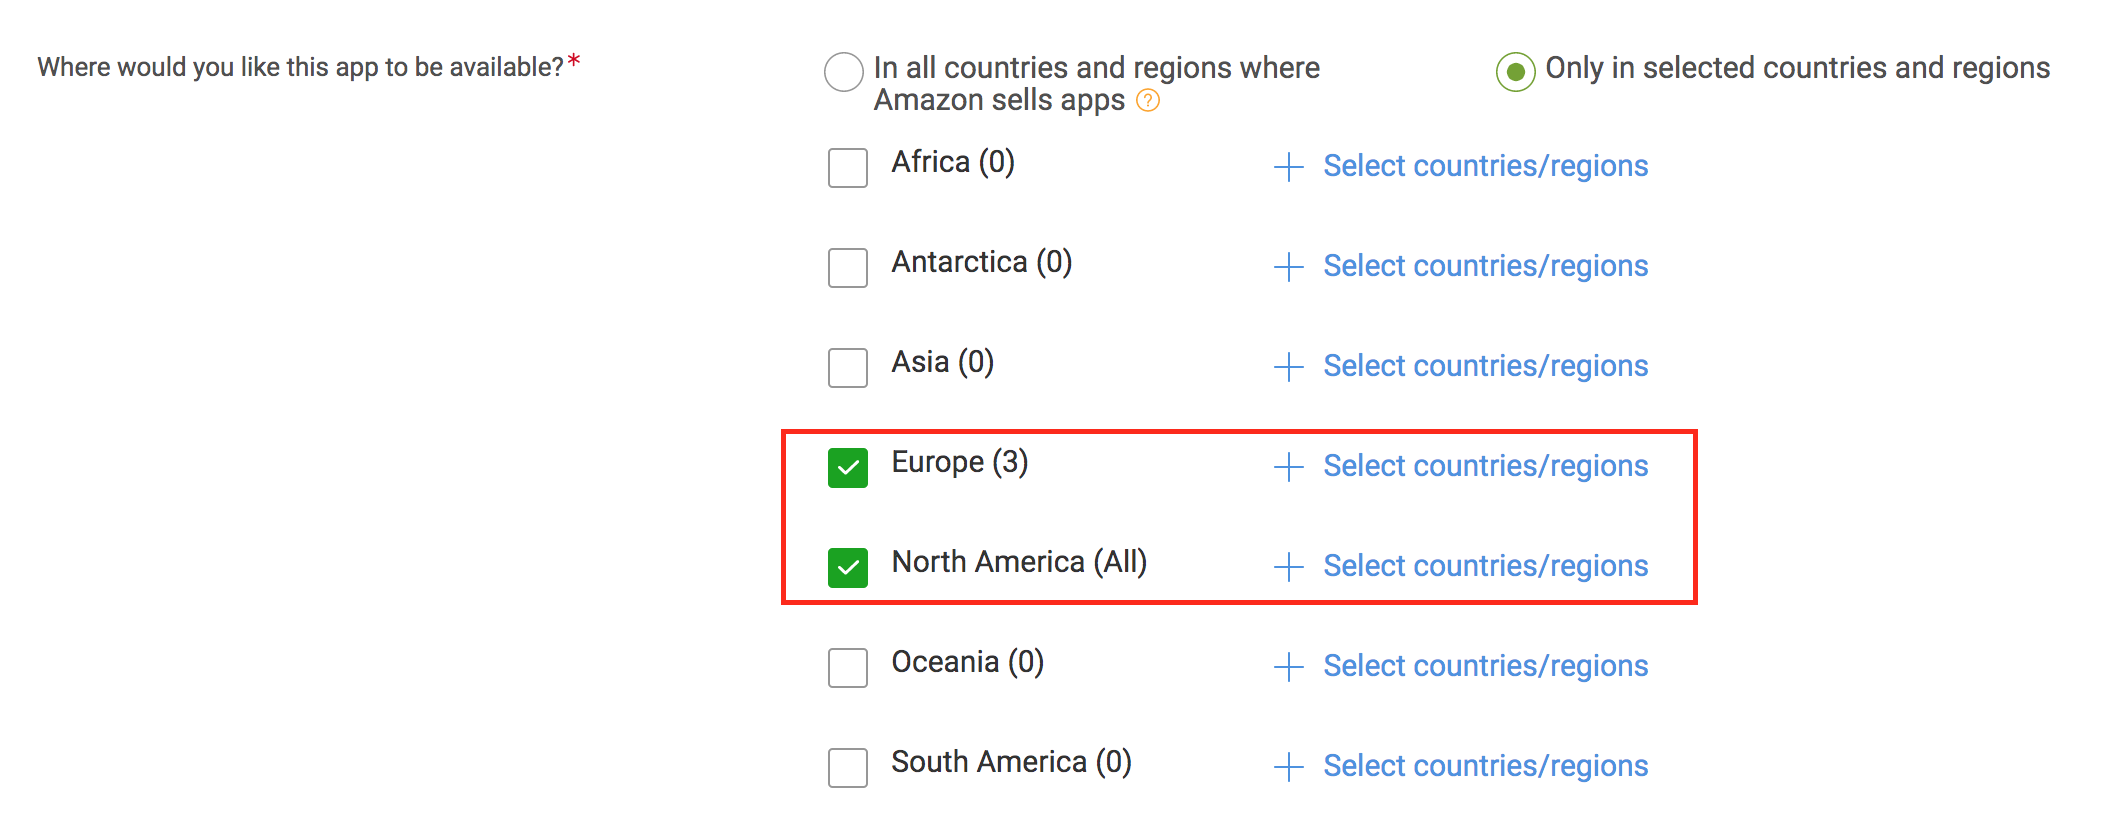 Where would you like this app to be available?*
In all countries and regions where
Amazon sells apps ?
Only in selected countries and regions
Africa (0) + Select countries/regions
Antarctica (0) + Select countries/regions
Asia (0) + Select countries/regions
Europe (3) + Select countries/regions
North America (All) + Select countries/regions
Oceania (0) + Select countries/regions
South America (0) + Select countries/regions